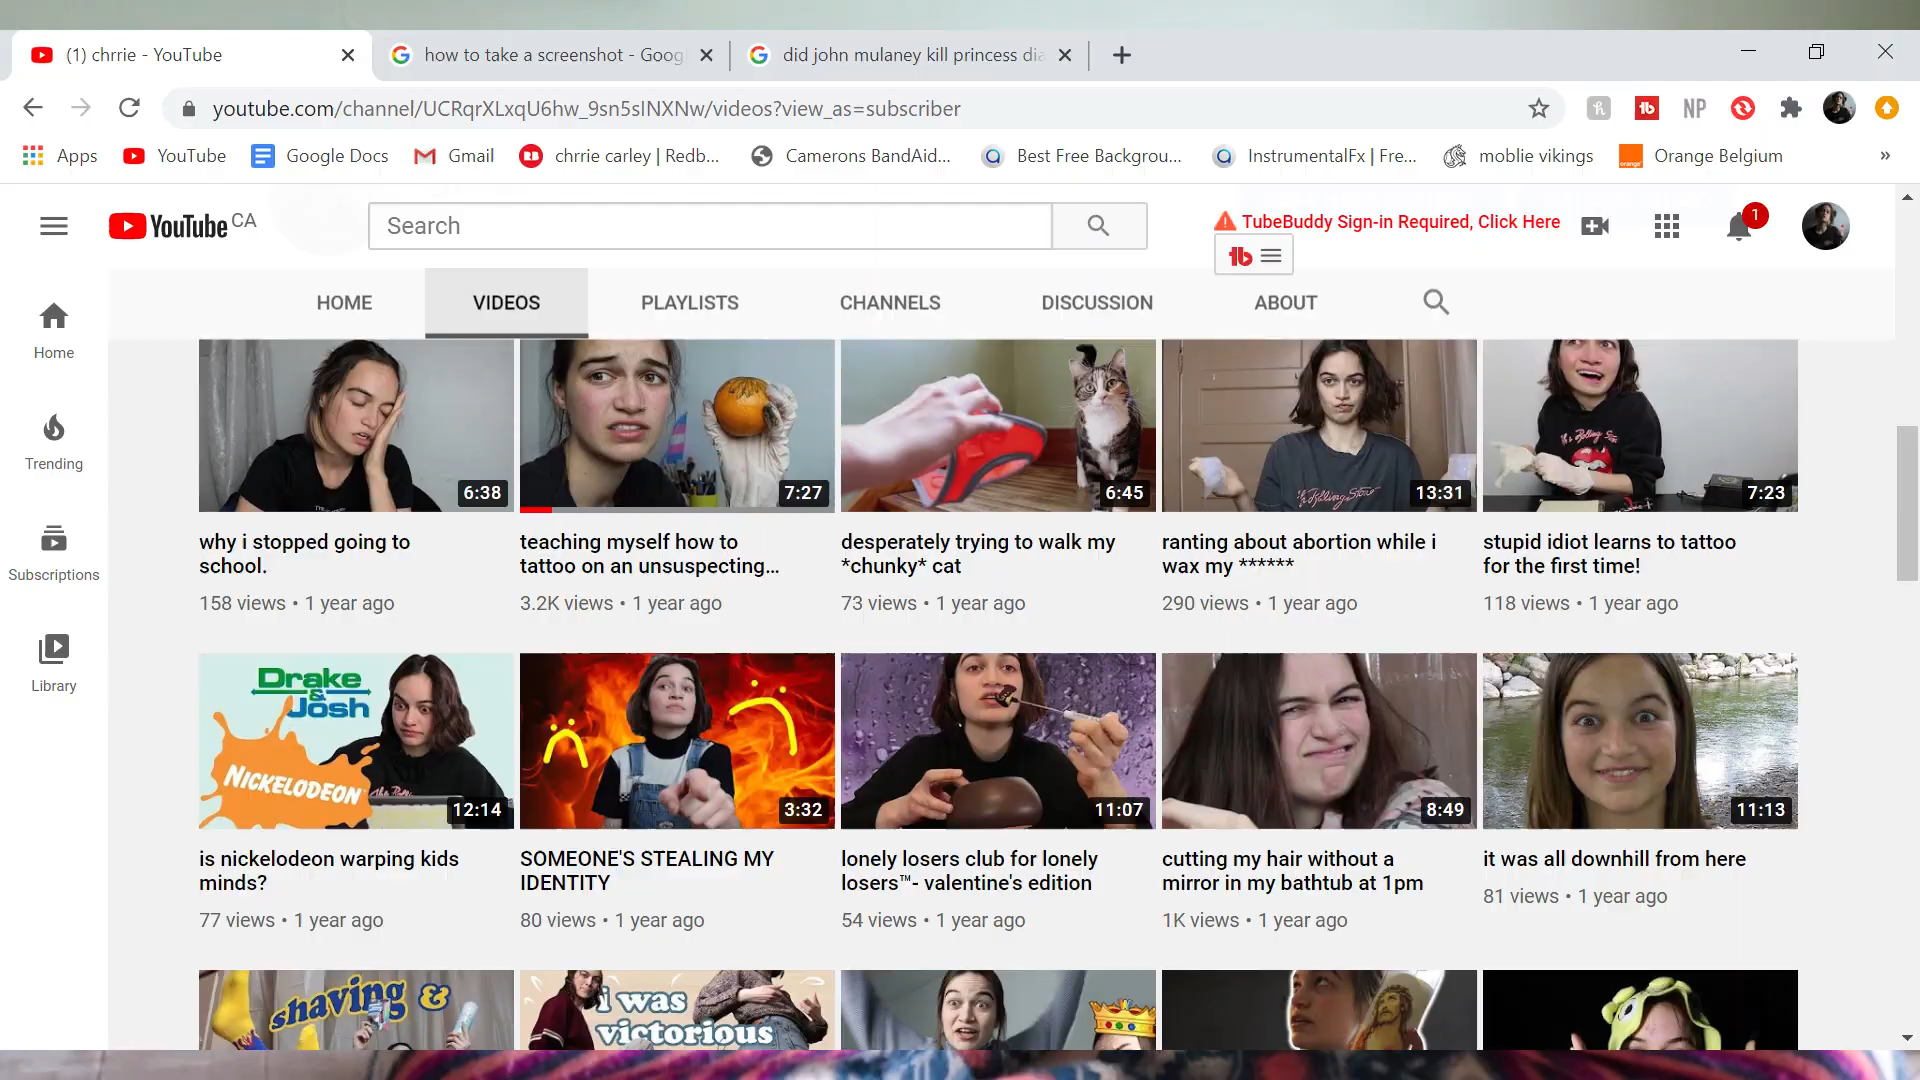 (1) chrrie - YouTube
how to take a screenshot - Goog
did john mulaney kill princess dia
youtube.com/channel/UCRqrXLxqU6hw_9sn5sINXNw/videos?view_as=subscriber
NP
Apps
YouTube
Google Docs
Gmail
chrrie carley | Redb...
Camerons BandAid...
Best Free Backgrou...
InstrumentalFx | Fre...
moblie vikings
Orange Belgium
»
YouTube CA
Search
TubeBuddy Sign-in Required, Click Here
1
HOME
VIDEOS
PLAYLISTS
CHANNELS
DISCUSSION
ABOUT
Home
Trending
Subscriptions
Library
6:38
7:27
6:45
13:31
7:23
why i stopped going to
school.
158 views • 1 year ago
teaching myself how to
tattoo on an unsuspecting...
3.2K views • 1 year ago
desperately trying to walk my
*chunky* cat
73 views • 1 year ago
ranting about abortion while i
wax my ******
290 views • 1 year ago
stupid idiot learns to tattoo
for the first time!
118 views • 1 year ago
Drake
&
Josh
NICKELODEON
12:14
3:32
11:07
8:49
11:13
is nickelodeon warping kids
minds?
77 views • 1 year ago
SOMEONE'S STEALING MY
IDENTITY
80 views • 1 year ago
lonely losers club for lonely
losers™- valentine's edition
54 views • 1 year ago
cutting my hair without a
mirror in my bathtub at 1pm
1K views • 1 year ago
it was all downhill from here
81 views • 1 year ago
shaving &
i was
victorious